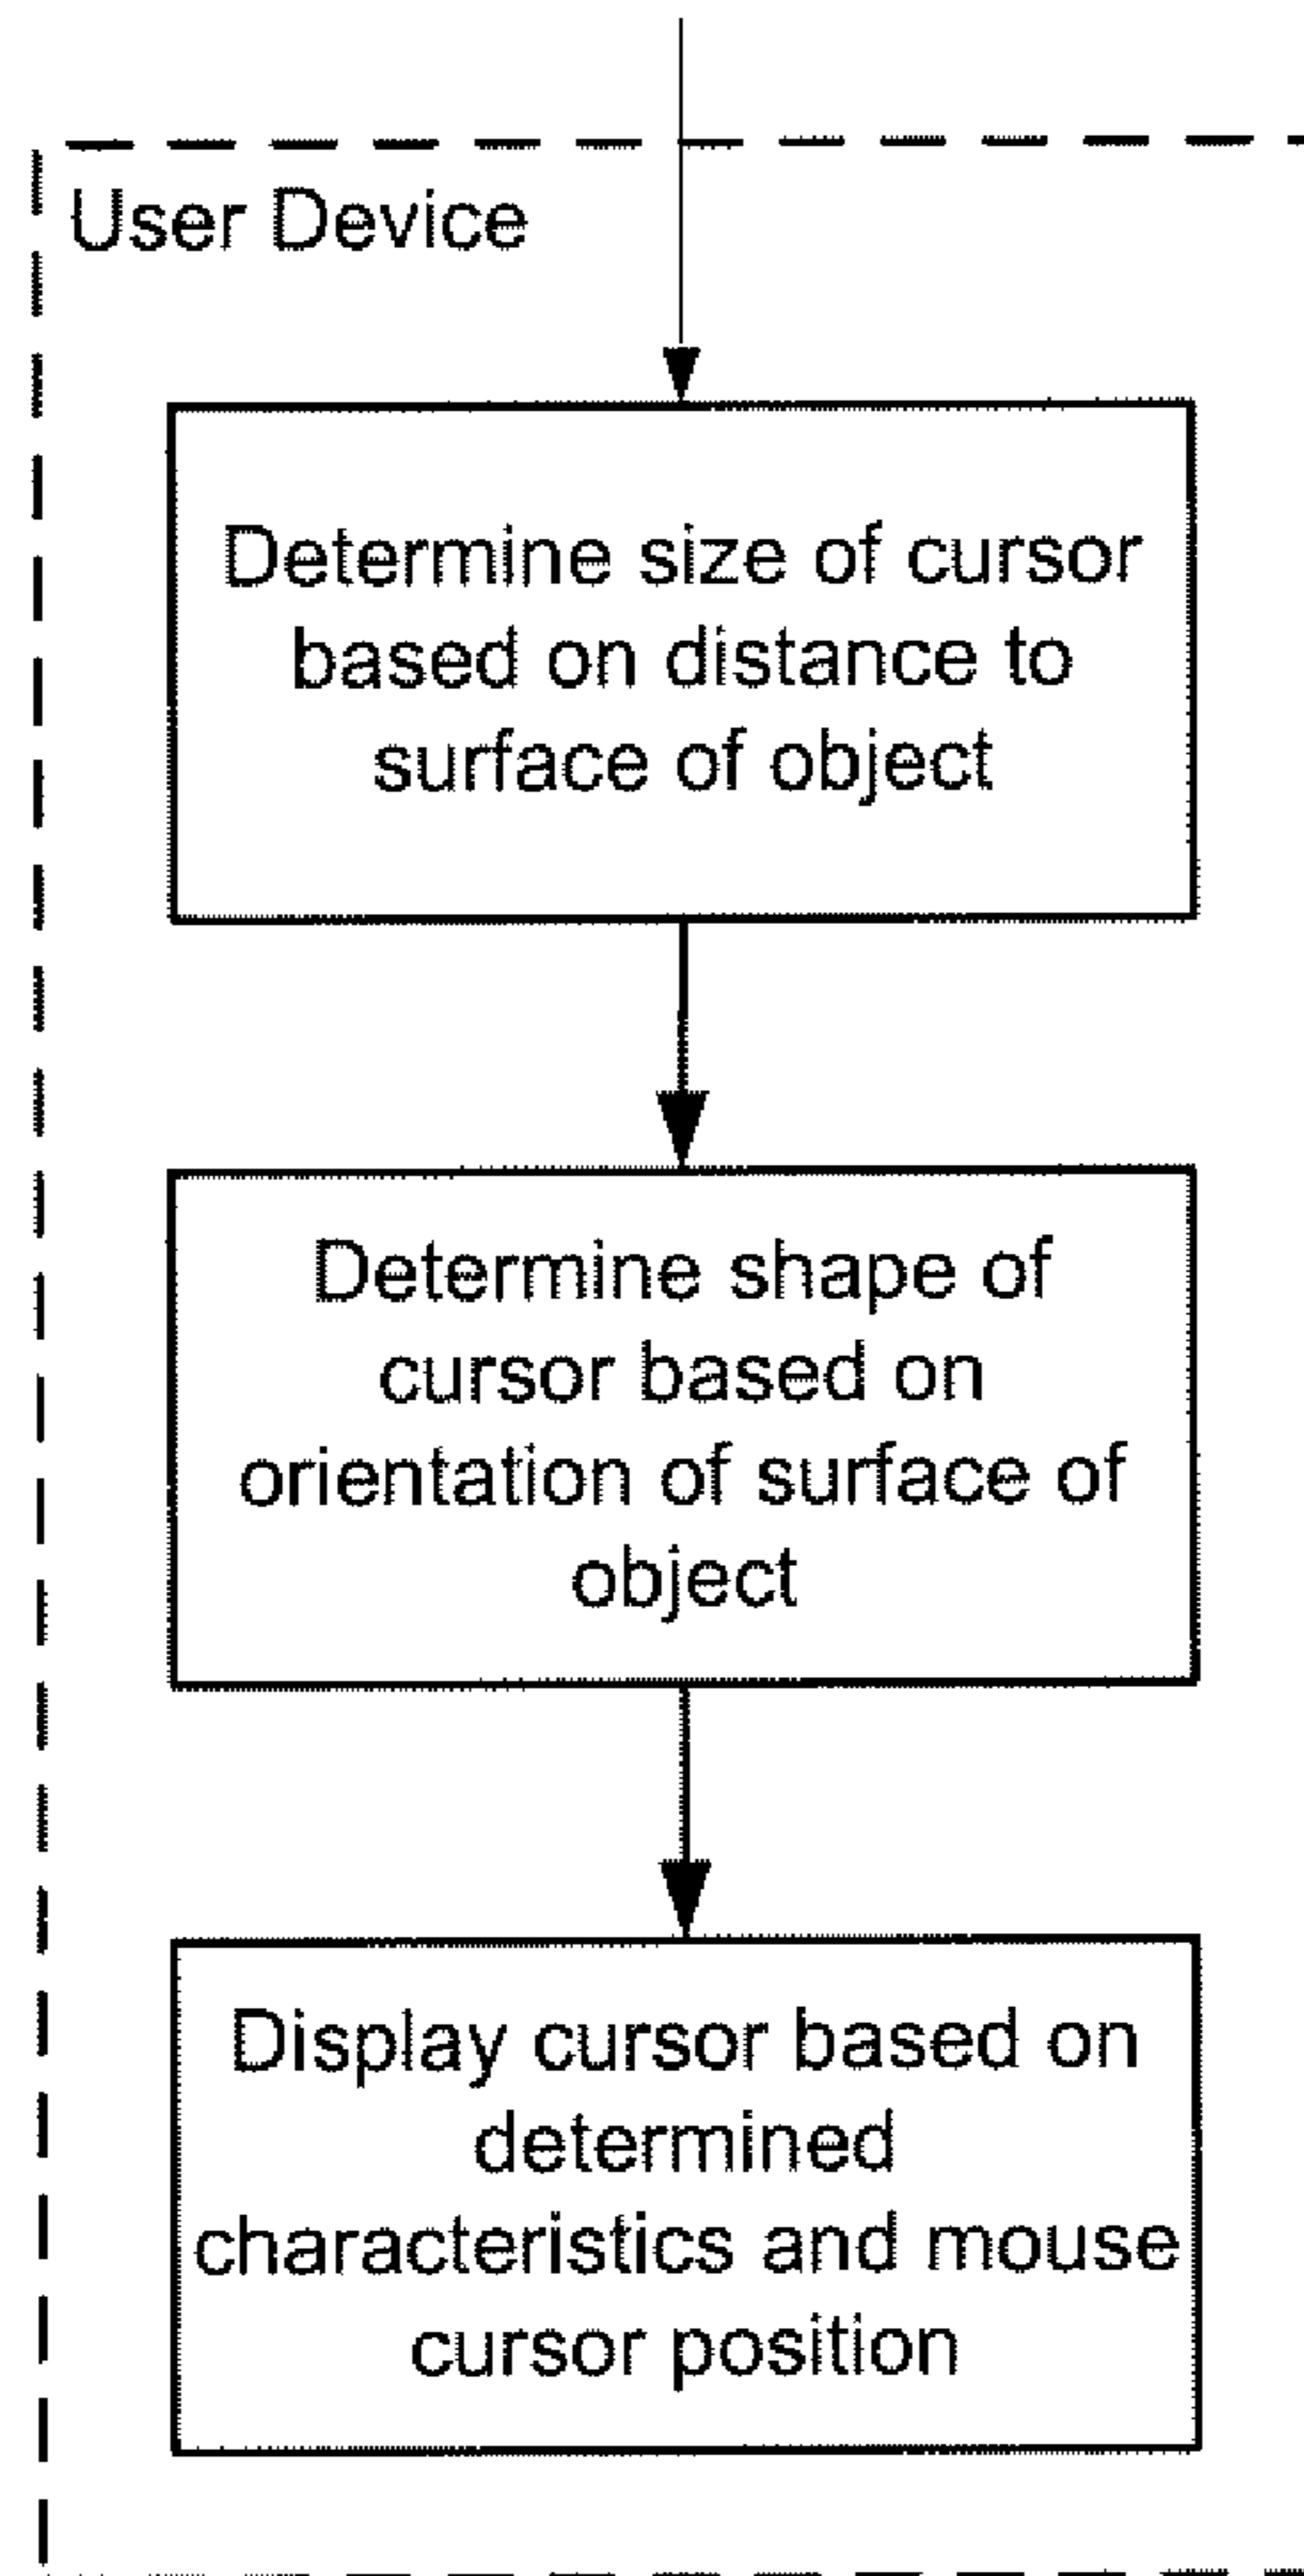 User Device
Determine size of cursor
based on distance to
surface of object
Determine shape of
cursor based on
orientation of surface of
object
Display cursor based on
determined
characteristics and mouse
cursor position